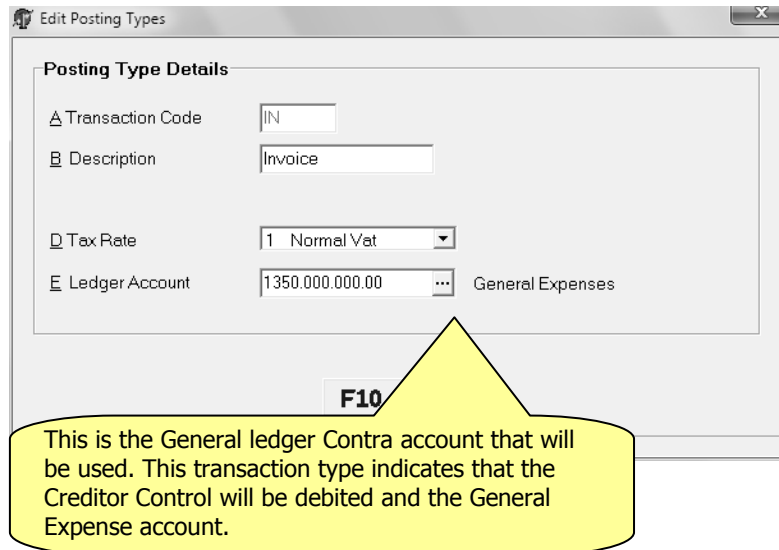 Edit Posting Types
x
Posting Type Details
A Transaction Code IN
B Description Invoice
D Tax Rate 1 Normal Vat
E Ledger Account 1350.000.000.00 ... General Expenses
F10
This is the General ledger Contra account that will
be used. This transaction type indicates that the
Creditor Control will be debited and the General
Expense account.